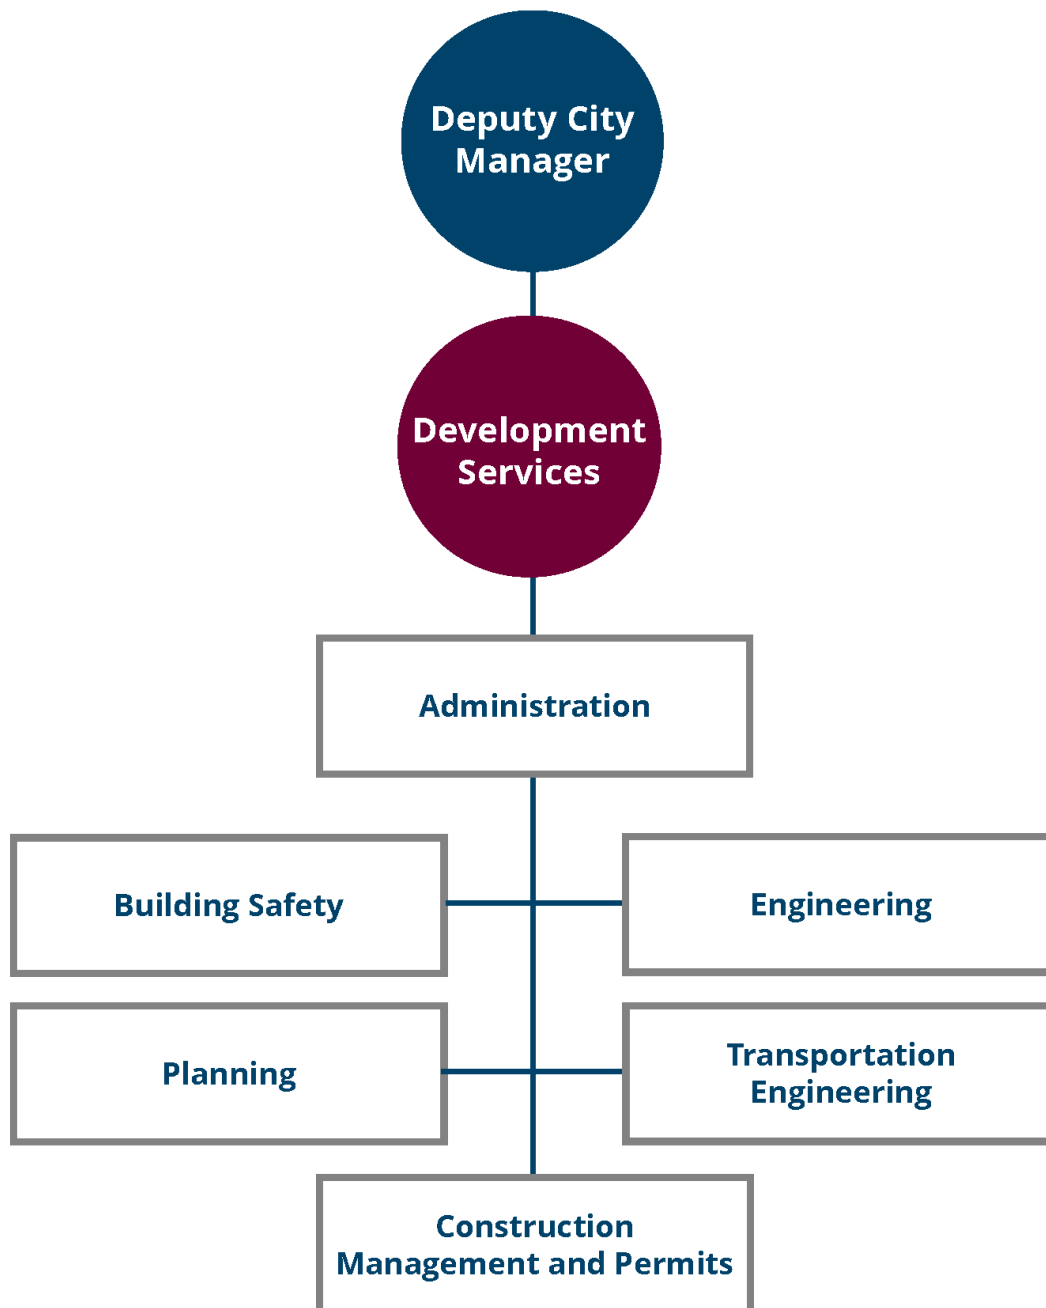 Deputy City
Manager
Development
Services
Administration
Building Safety
Engineering
Planning
Transportation
Engineering
Construction
Management and Permits